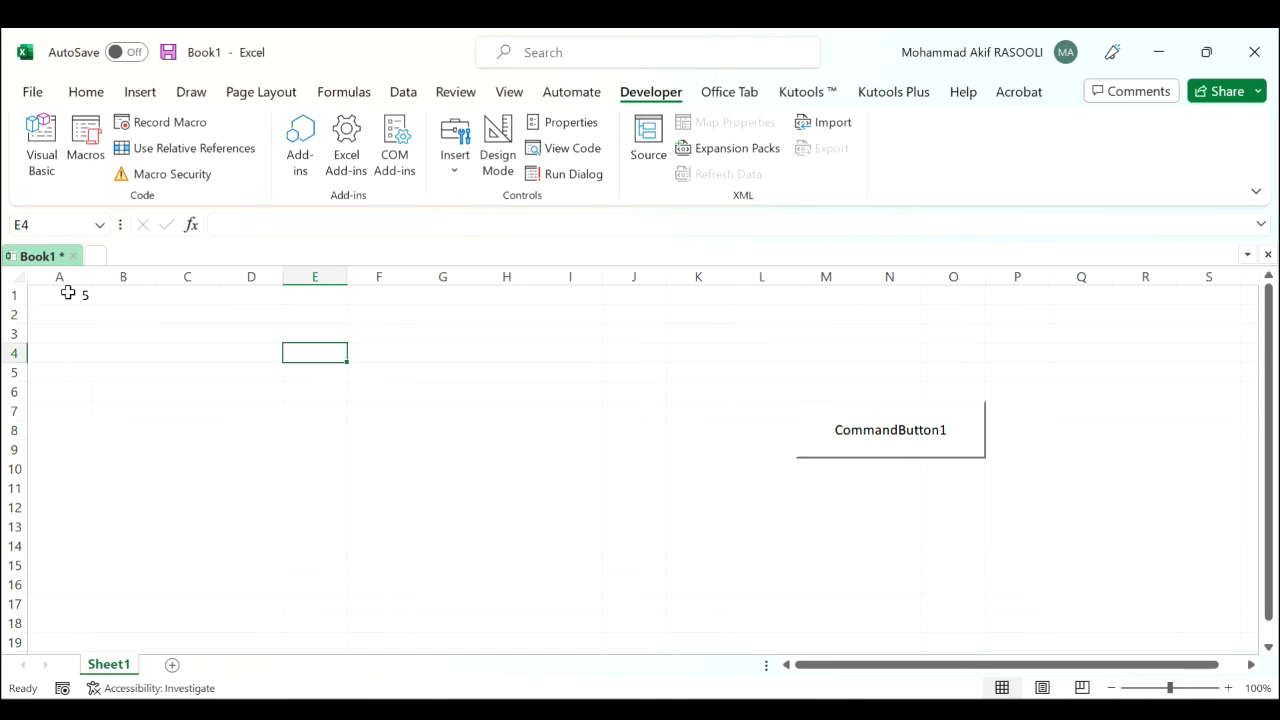 AutoSave Off Book1 - Excel Search Mohammad Akif RASOOLI MA
File Home Insert Draw Page Layout Formulas Data Review View Automate Developer Office Tab Kutools ™ Kutools Plus Help Acrobat Comments Share
Visual Basic
Macros
Record Macro
Use Relative References
Macro Security
Code
Add-ins
Excel Add-ins
COM Add-ins
Add-ins
Insert
Design Mode
Properties
View Code
Run Dialog
Controls
Source
Map Properties
Expansion Packs
Refresh Data
Import
Export
XML
E4 fx
Book1 *
A B C D E F G H I J K L M N O P Q R S
1 5
2
3
4
5
6
7
8 CommandButton1
9
10
11
12
13
14
15
16
17
18
19
Sheet1
Ready Accessibility: Investigate 100%